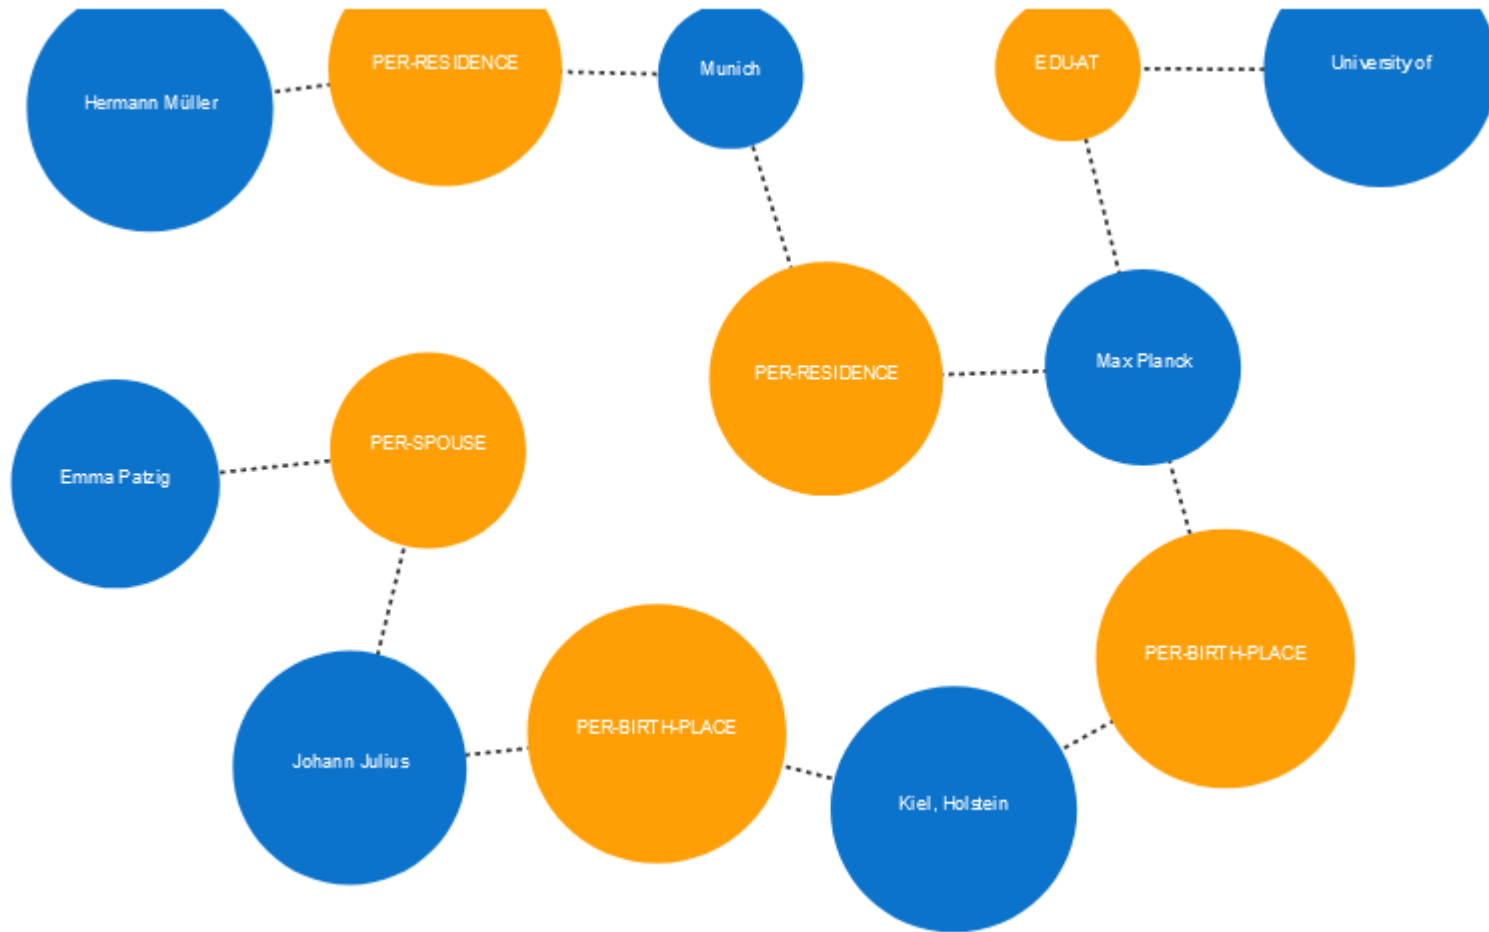 Hermann Müller
PER-RESIDENCE
Munich
EDU-AT
University of
PER-RESIDENCE
Max Planck
Emma Patzig
PER-SPOUSE
PER-BIRTH-PLACE
Johann Julius
PER-BIRTH-PLACE
Kiel, Holstein